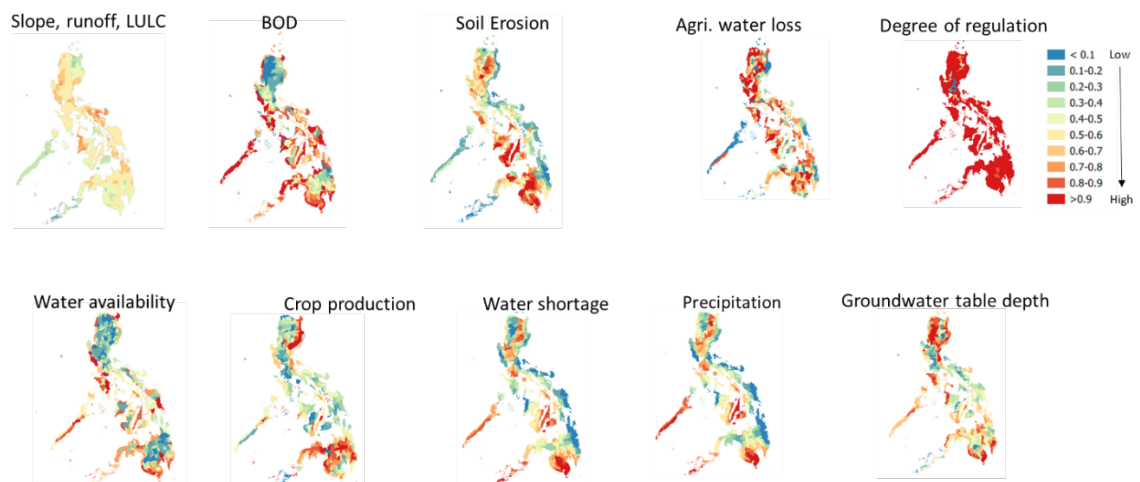 Slope, runoff, LULC
BOD
Soil Erosion
Agri. water loss
Degree of regulation
< 0.1 Low
0.1-0.2
0.2-0.3
0.3-0.4
0.4-0.5
0.5-0.6
0.6-0.7
0.7-0.8
0.8-0.9
>0.9 High
Water availability
Crop production
Water shortage
Precipitation
Groundwater table depth